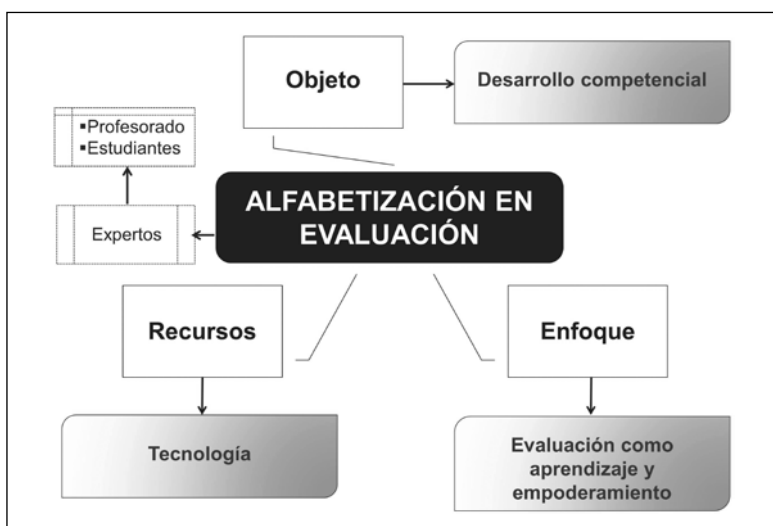 Objeto
Desarrollo competencial
▪Profesorado
▪Estudiantes
Expertos
ALFABETIZACIÓN EN
EVALUACIÓN
Recursos
Enfoque
Tecnología
Evaluación como
aprendizaje y
empoderamiento